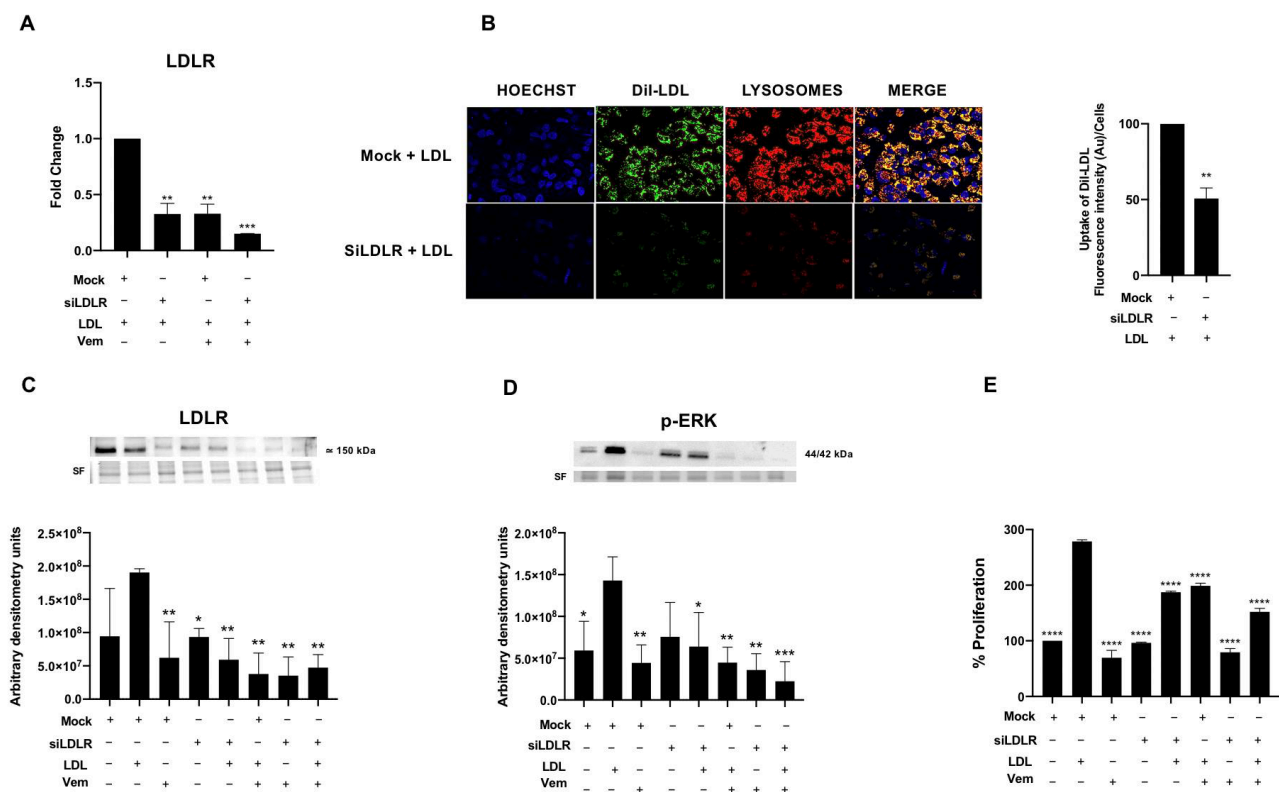 A
LDLR
Fold Change
1.5
1.0
0.5
0.0
**
**
***
Mock + – + –
siLDLR – + – +
LDL + + + +
Vem – – + +
B
HOECHST Dil-LDL LYSOSOMES MERGE
Mock + LDL
SiLDLR + LDL
Uptake of Dil-LDL
Fluorescence intensity (Au)/Cells
100
50
0
**
Mock + –
siLDLR – +
LDL + +
C
LDLR
≃ 150 kDa
SF
Arbitrary densitometry units
2.5×10⁸
2.0×10⁸
1.5×10⁸
1.0×10⁸
5.0×10⁷
0.0
** * ** ** ** **
Mock + + + – – + – –
siLDLR – – – + + – + +
LDL – + – – + + – +
Vem – – + – – + + +
D
p-ERK
44/42 kDa
SF
Arbitrary densitometry units
2.0×10⁸
1.5×10⁸
1.0×10⁸
5.0×10⁷
0.0
* ** * ** ** ***
Mock + + + – – + – –
siLDLR – – – + + – + +
LDL – + – – + + – +
Vem – – + – – + + +
E
% Proliferation
300
200
100
0
**** **** **** **** **** **** ****
Mock + + + – – + – –
siLDLR – – – + + – + +
LDL – + – – + + – +
Vem – – + – – + + +